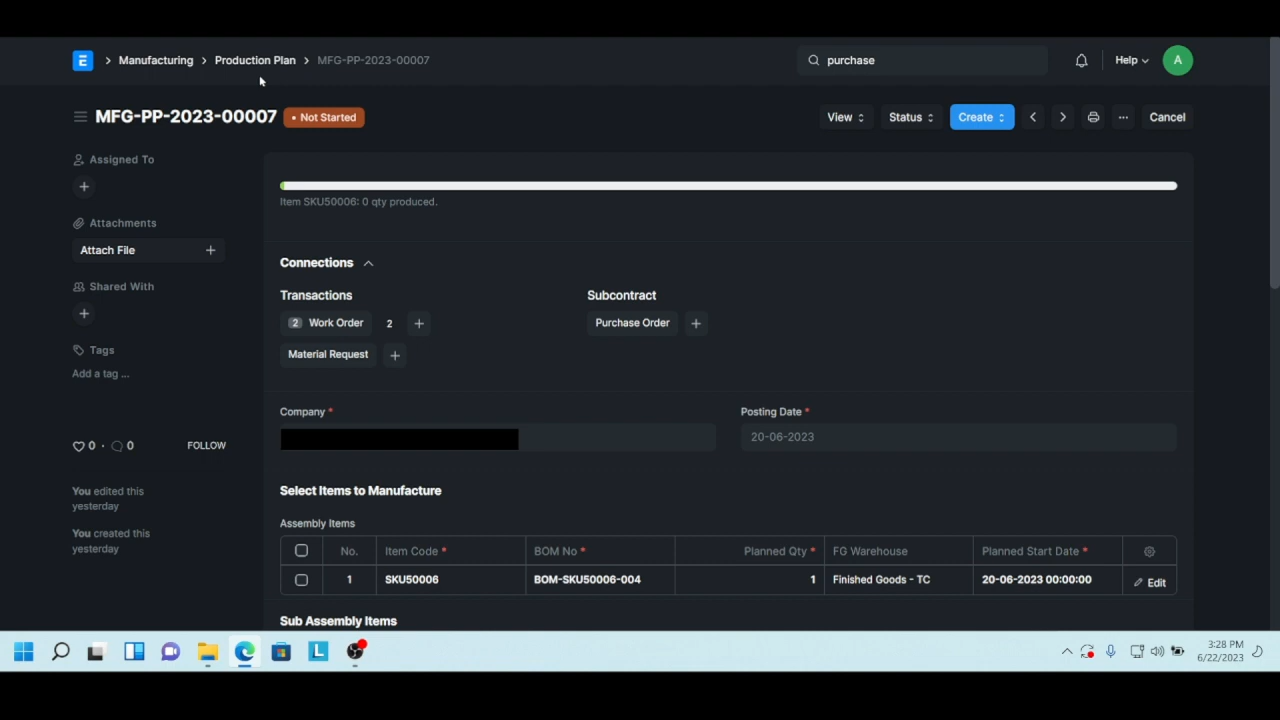 E > Manufacturing > Production Plan > MFG-PP-2023-00007 purchase Help A
MFG-PP-2023-00007 • Not Started View Status Create ... Cancel
Assigned To
+
Attachments
Attach File +
Shared With
+
Tags
Add a tag ...
0 · 0 FOLLOW
You edited this
yesterday
You created this
yesterday
Item SKU50006: 0 qty produced.
Connections
Transactions Subcontract
2 Work Order 2 + Purchase Order +
Material Request +
Company * Posting Date *
20-06-2023
Select Items to Manufacture
Assembly Items
No. Item Code * BOM No * Planned Qty * FG Warehouse Planned Start Date *
1 SKU50006 BOM-SKU50006-004 1 Finished Goods - TC 20-06-2023 00:00:00 Edit
Sub Assembly Items
L
3:28 PM
6/22/2023